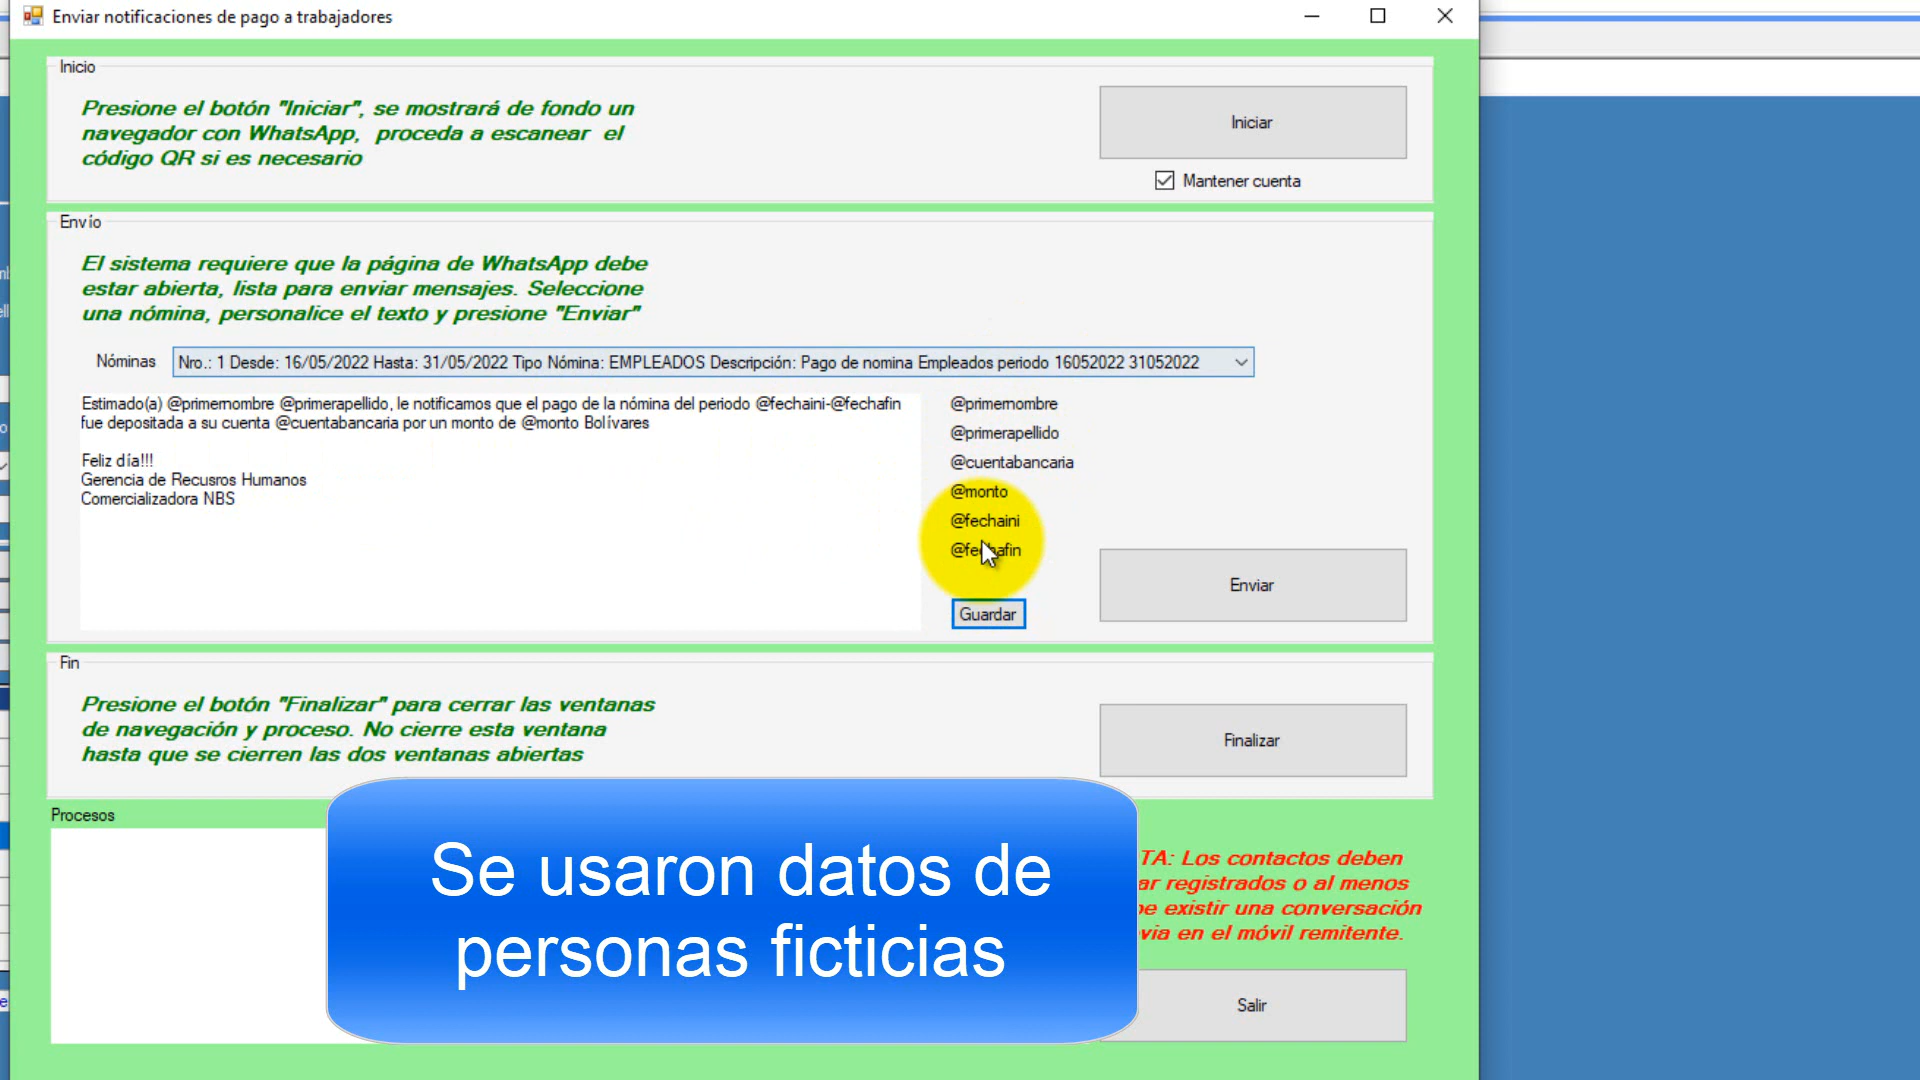 Enviar notificaciones de pago a trabajadores
Inicio
Presione el botón "Iniciar", se mostrará de fondo un
navegador con WhatsApp, proceda a escanear el
código QR si es necesario
Iniciar
Mantener cuenta
Envío
El sistema requiere que la página de WhatsApp debe
estar abierta, lista para enviar mensajes. Seleccione
una nómina, personalice el texto y presione "Enviar"
Nóminas
Nro.: 1 Desde: 16/05/2022 Hasta: 31/05/2022 Tipo Nómina: EMPLEADOS Descripción: Pago de nomina Empleados periodo 16052022 31052022
Estimado(a) @primernombre @primerapellido, le notificamos que el pago de la nómina del periodo @fechaini-@fechafin
fue depositada a su cuenta @cuentabancaria por un monto de @monto Bolívares
Feliz día!!!
Gerencia de Recusros Humanos
Comercializadora NBS
@primernombre
@primerapellido
@cuentabancaria
@monto
@fechaini
@fechafin
Guardar
Enviar
Fin
Presione el botón "Finalizar" para cerrar las ventanas
de navegación y proceso. No cierre esta ventana
hasta que se cierren las dos ventanas abiertas
Finalizar
Procesos
Se usaron datos de
personas ficticias
TA: Los contactos deben
ar registrados o al menos
be existir una conversación
via en el móvil remitente.
Salir